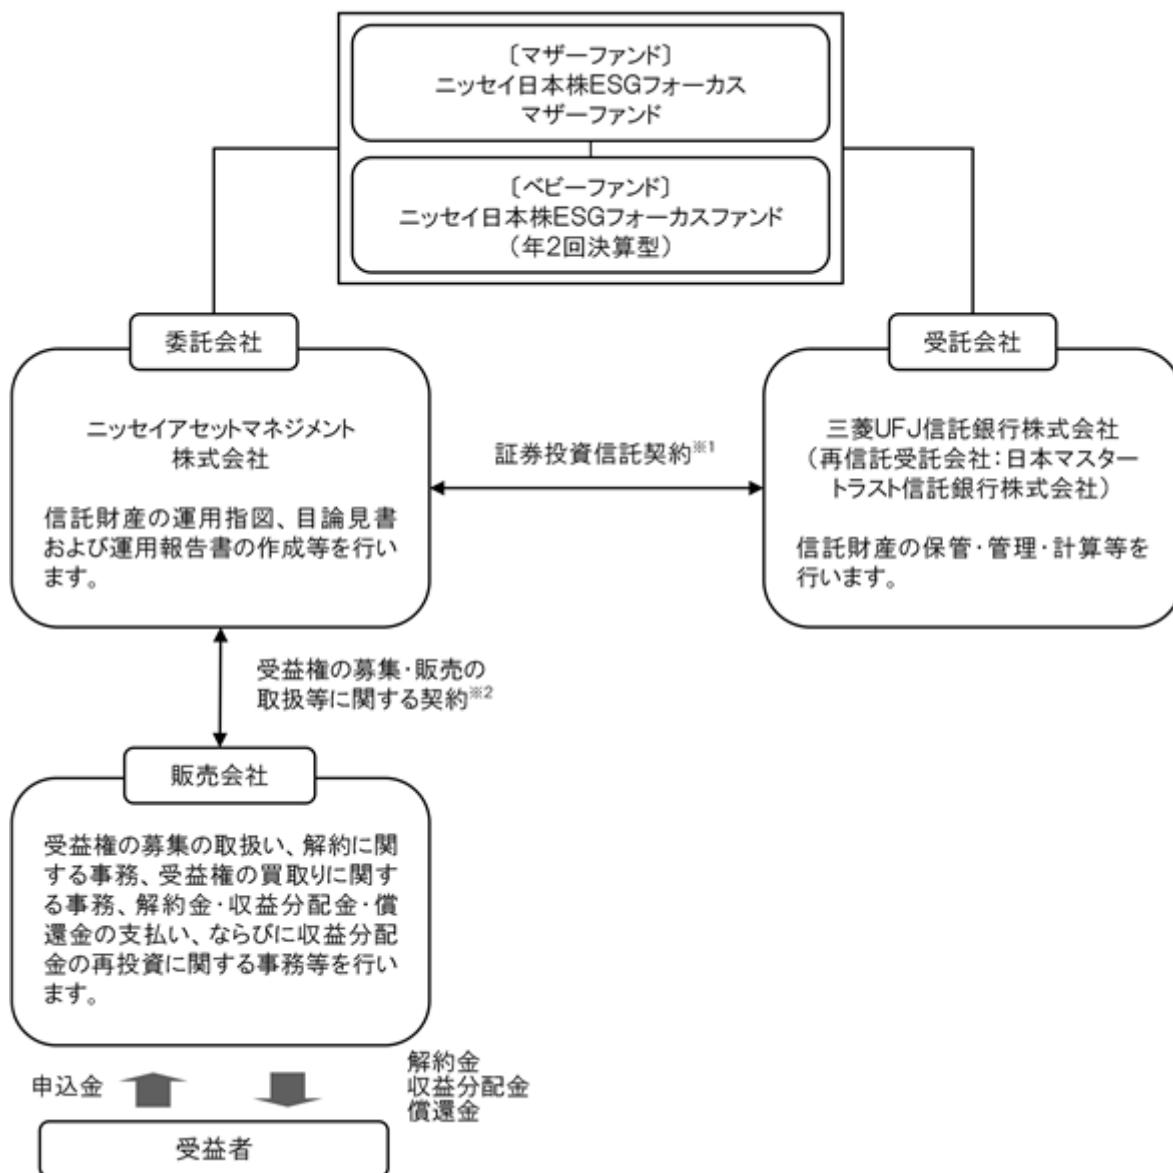 〔マザーファンド〕
ニッセイ日本株ESGフォーカス
マザーファンド
〔ベビーファンド〕
ニッセイ日本株ESGフォーカスファンド
（年2回決算型）
委託会社
ニッセイアセットマネジメント
株式会社
信託財産の運用指図、目論見書
および運用報告書の作成等を行い
ます。
証券投資信託契約※1
受託会社
三菱UFJ信託銀行株式会社
（再信託受託会社：日本マスター
トラスト信託銀行株式会社）
信託財産の保管・管理・計算等を
行います。
受益権の募集・販売の
取扱等に関する契約※2
販売会社
受益権の募集の取扱い、解約に関
する事務、受益権の買取りに関す
る事務、解約金・収益分配金・償
還金の支払い、ならびに収益分配
金の再投資に関する事務等を行い
ます。
申込金
解約金
収益分配金
償還金
受益者